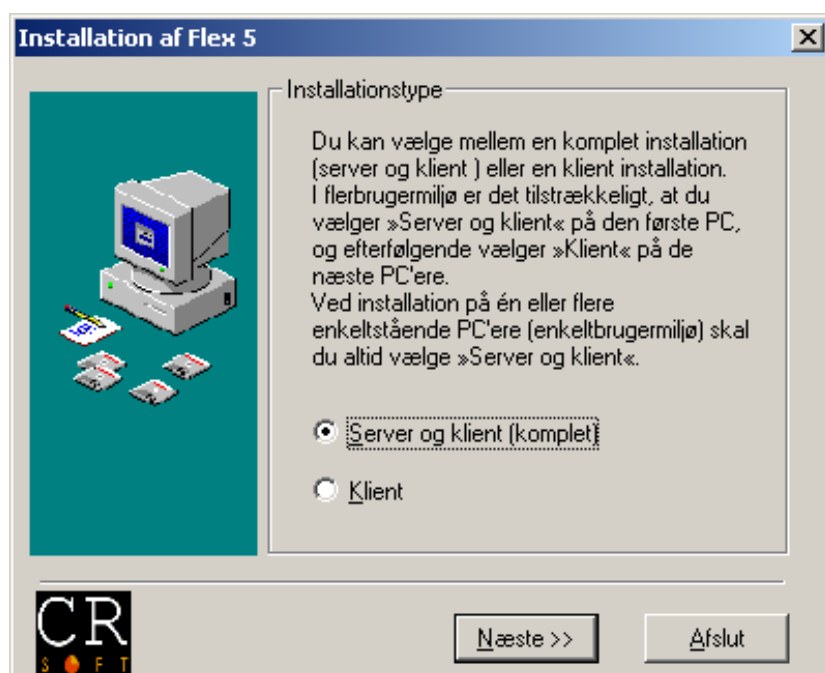 Installation af Flex 5
Installationstype
Du kan vælge mellem en komplet installation
(server og klient ) eller en klient installation.
I flerbrugermiljø er det tilstrækkeligt, at du
vælger »Server og klient« på den første PC,
og efterfølgende vælger »Klient« på de
næste PC'ere.
Ved installation på én eller flere
enkeltstående PC'ere (enkeltbrugermiljø) skal
du altid vælge »Server og klient«.
Server og klient (komplet)
Klient
CR
SOFT
Næste >>
Afslut